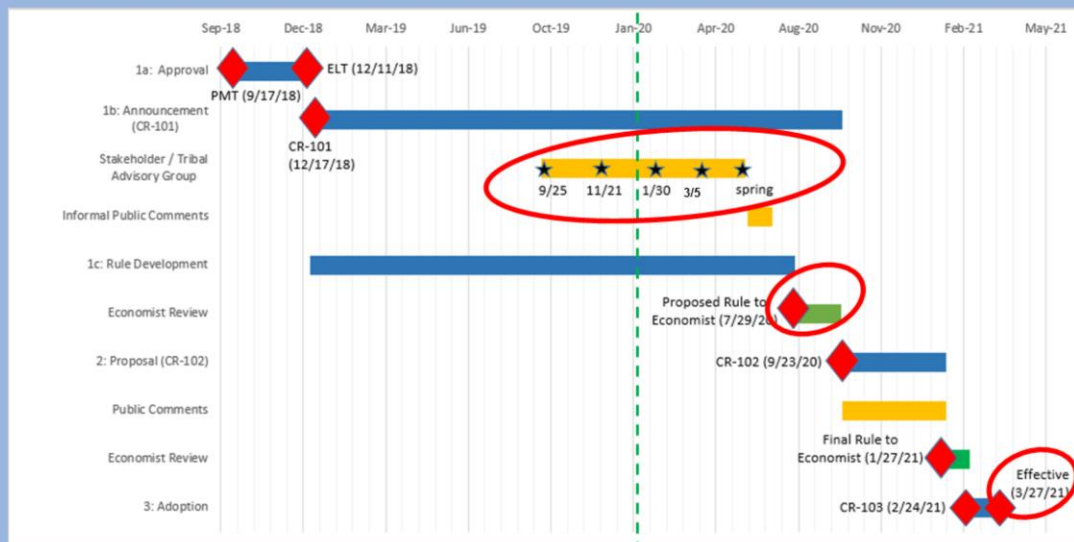 Sep-18 Dec-18 Mar-19 Jun-19 Oct-19 Jan-20 Apr-20 Aug-20 Nov-20 Feb-21 May-21
1a: Approval
ELT (12/11/18)
PMT (9/17/18)
1b: Announcement
(CR-101)
CR-101
(12/17/18)
Stakeholder / Tribal
Advisory Group
9/25 11/21 1/30 3/5 spring
Informal Public Comments
1c: Rule Development
Economist Review
Proposed Rule to
Economist (7/29/20)
2: Proposal (CR-102)
CR-102 (9/23/20)
Public Comments
Economist Review
Final Rule to
Economist (1/27/21)
3: Adoption
CR-103 (2/24/21)
Effective
(3/27/21)